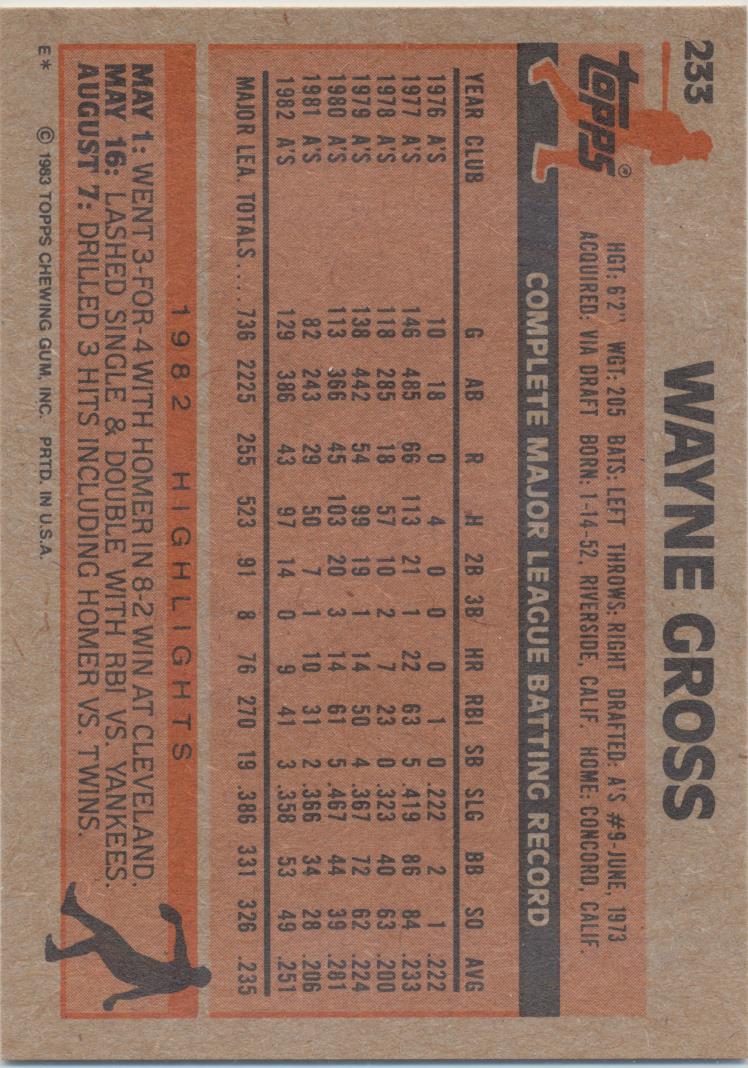 233
WAYNE GROSS
Topps®
HGT: 6'2" WGT: 205 BATS: LEFT THROWS: RIGHT DRAFTED: A'S #9-JUNE, 1973
ACQUIRED: VIA DRAFT BORN: 1-14-52, RIVERSIDE, CALIF. HOME: CONCORD, CALIF.
COMPLETE MAJOR LEAGUE BATTING RECORD
YEAR CLUB G AB R H 2B 3B HR RBI SB SLG BB SO AVG
1976 A'S 10 18 0 4 0 0 0 1 0 .222 2 1 .222
1977 A'S 146 485 66 113 21 1 22 63 5 .419 86 84 .233
1978 A'S 118 285 18 57 10 2 7 23 0 .323 40 63 .200
1979 A'S 138 442 54 99 19 1 14 50 4 .367 72 62 .224
1980 A'S 113 366 45 103 20 3 14 61 5 .467 44 39 .281
1981 A'S 82 243 29 50 7 1 10 31 2 .366 34 28 .206
1982 A'S 129 386 43 97 14 0 9 41 3 .358 53 49 .251
MAJOR LEA. TOTALS.... 736 2225 255 523 91 8 76 270 19 .386 331 326 .235
1982 HIGHLIGHTS
MAY 1: WENT 3-FOR-4 WITH HOMER IN 8-2 WIN AT CLEVELAND.
MAY 16: LASHED SINGLE & DOUBLE WITH RBI VS. YANKEES.
AUGUST 7: DRILLED 3 HITS INCLUDING HOMER VS. TWINS.
E* © 1983 TOPPS CHEWING GUM, INC. PRTD. IN U.S.A.